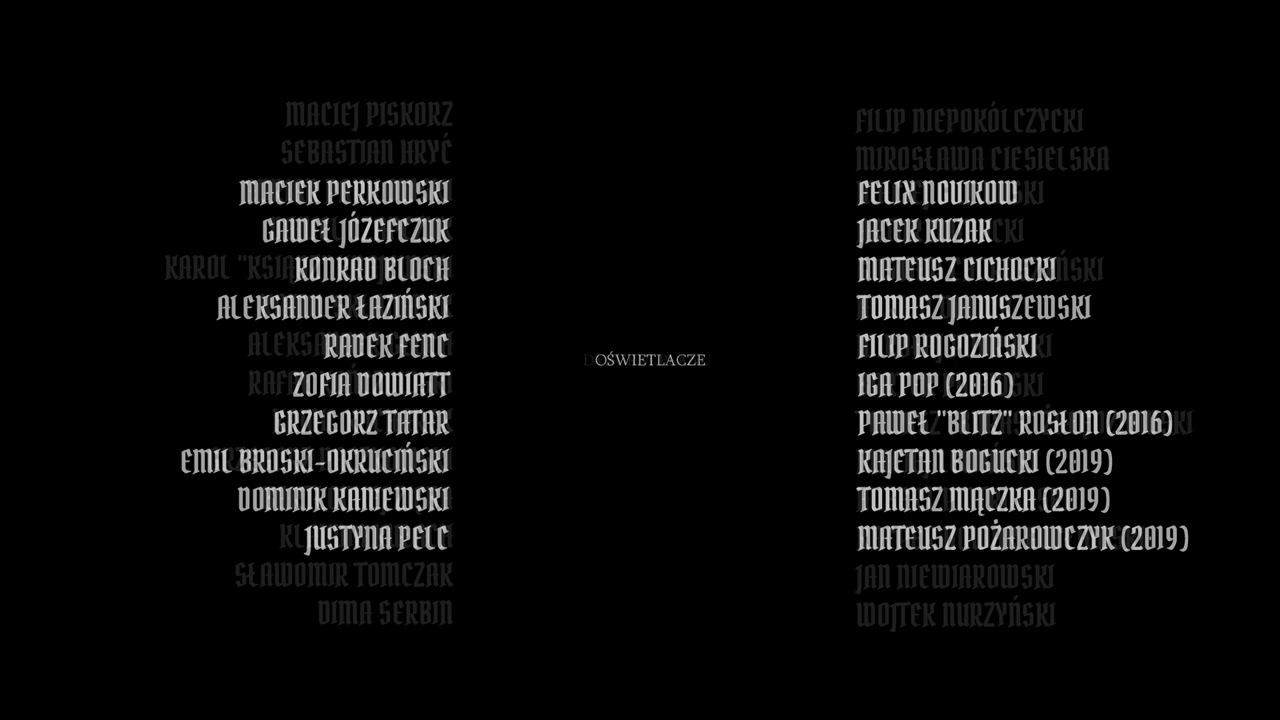 MACIEJ PISKORZ
SEBASTIAN HRYĆ
MACIEK PERKOWSKI
GAWEŁ JÓZEFCZUK
KONRAD BLOCH
ALEKSANDER ŁAZIŃSKI
RADEK FENC
ZOFIA DOWIATT
GRZEGORZ TATAR
EMIL BROSKI-OKRUCIŃSKI
DOMINIK KANIEWSKI
JUSTYNA PELC
SŁAWOMIR TOMCZAK
DIMA SERBIN
OŚWIETLACZE
FILIP NIEPOKÓLCZYCKI
MIROSŁAWA CIESIELSKA
FELIX NOVIKOW
JACEK KUZAK
MATEUSZ CICHOCKI
TOMASZ JANUSZEWSKI
FILIP ROGOZIŃSKI
IGA POP (2016)
PAWEŁ "BLITZ" ROSŁON (2016)
KAJETAN BOGUCKI (2019)
TOMASZ MĄCZKA (2019)
MATEUSZ POŻAROWCZYK (2019)
JAN NIEWIAROWSKI
WOJTEK NURZYŃSKI